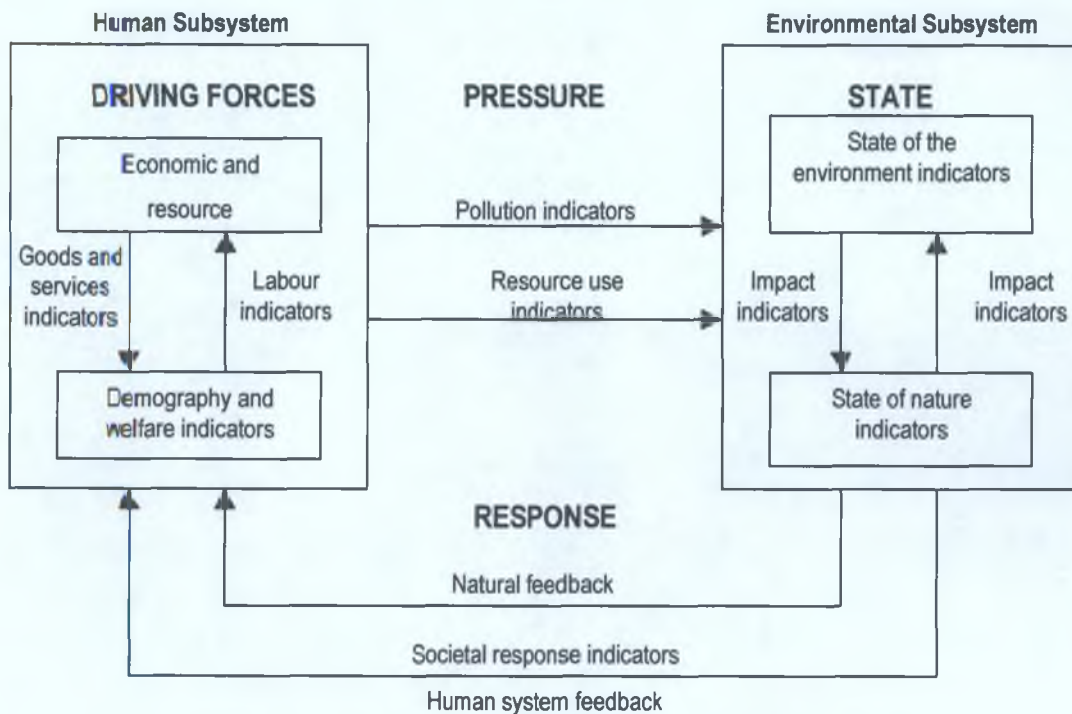 Human Subsystem
Environmental Subsystem
DRIVING FORCES
PRESSURE
STATE
Economic and
resource
State of the
environment indicators
Pollution indicators
Goods and
services
indicators
Labour
indicators
Resource use
indicators
Impact
indicators
Impact
indicators
Demography and
welfare indicators
State of nature
indicators
RESPONSE
Natural feedback
Societal response indicators
Human system feedback